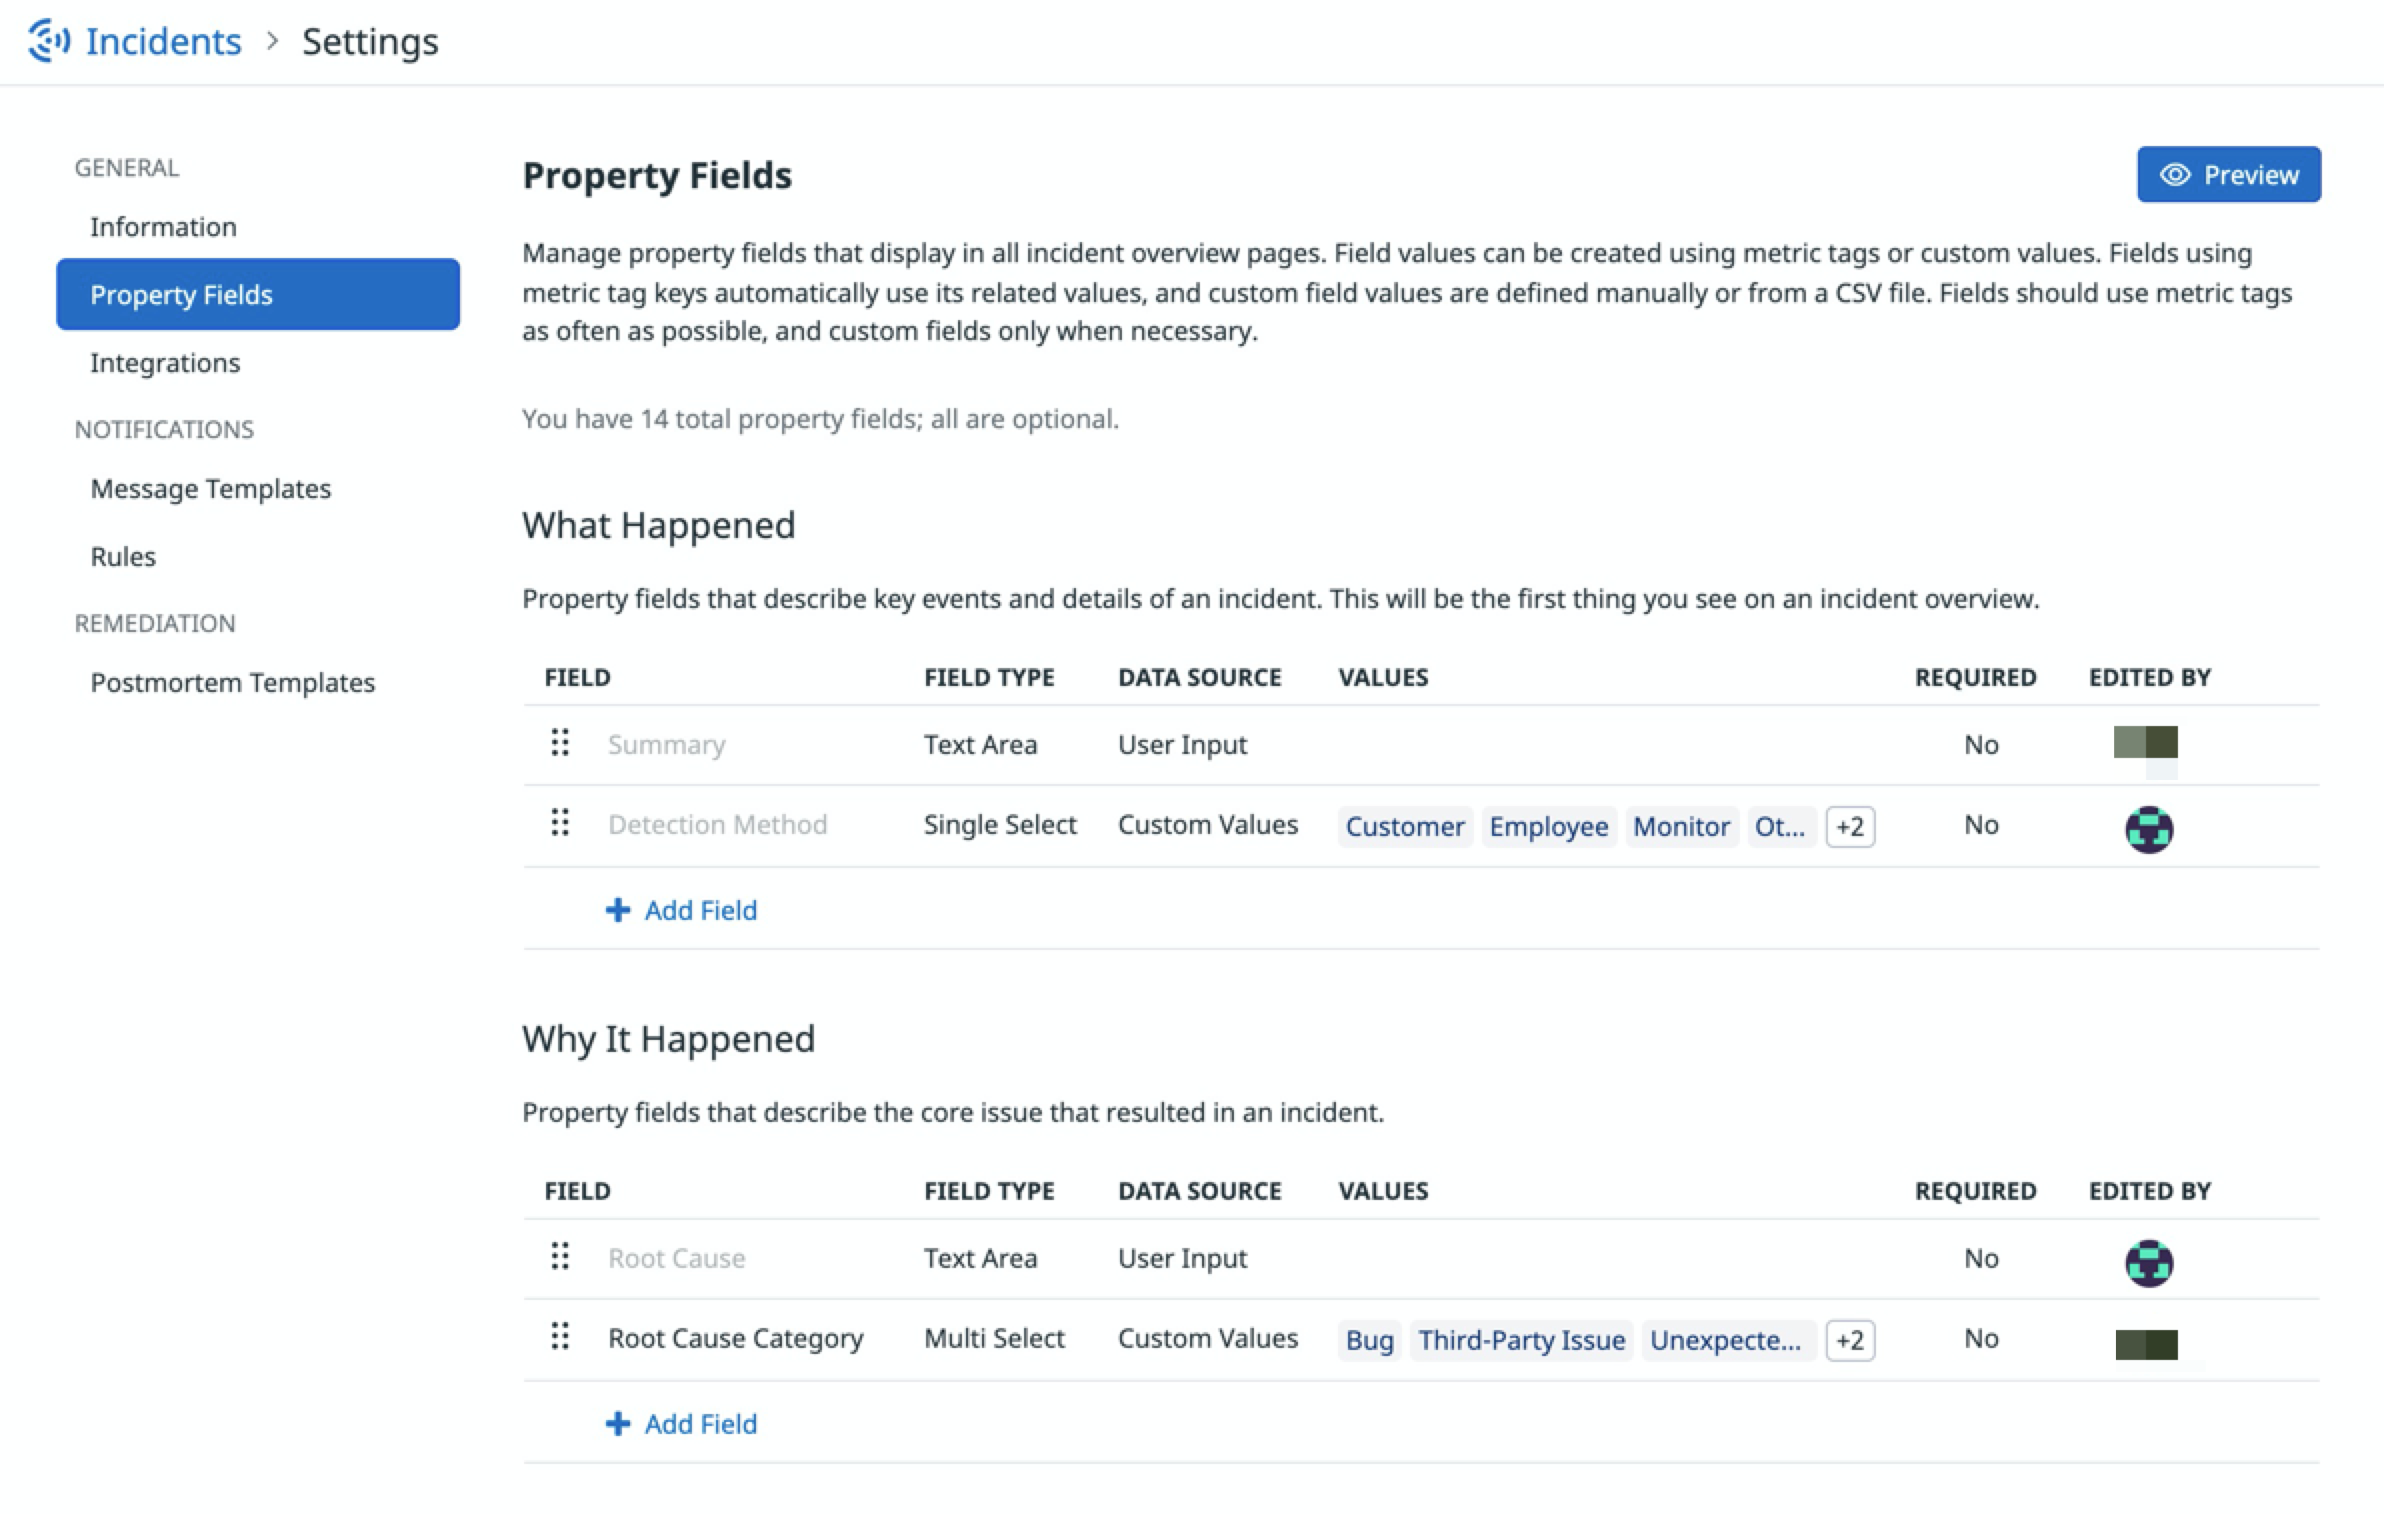 Incidents > Settings
GENERAL
Information
Property Fields
Integrations
NOTIFICATIONS
Message Templates
Rules
REMEDIATION
Postmortem Templates
Property Fields
Preview
Manage property fields that display in all incident overview pages. Field values can be created using metric tags or custom values. Fields using
metric tag keys automatically use its related values, and custom field values are defined manually or from a CSV file. Fields should use metric tags
as often as possible, and custom fields only when necessary.
You have 14 total property fields; all are optional.
What Happened
Property fields that describe key events and details of an incident. This will be the first thing you see on an incident overview.
FIELD FIELD TYPE DATA SOURCE VALUES REQUIRED EDITED BY
Summary Text Area User Input No
Detection Method Single Select Custom Values Customer Employee Monitor Ot... +2 No
+ Add Field
Why It Happened
Property fields that describe the core issue that resulted in an incident.
FIELD FIELD TYPE DATA SOURCE VALUES REQUIRED EDITED BY
Root Cause Text Area User Input No
Root Cause Category Multi Select Custom Values Bug Third-Party Issue Unexpecte... +2 No
+ Add Field